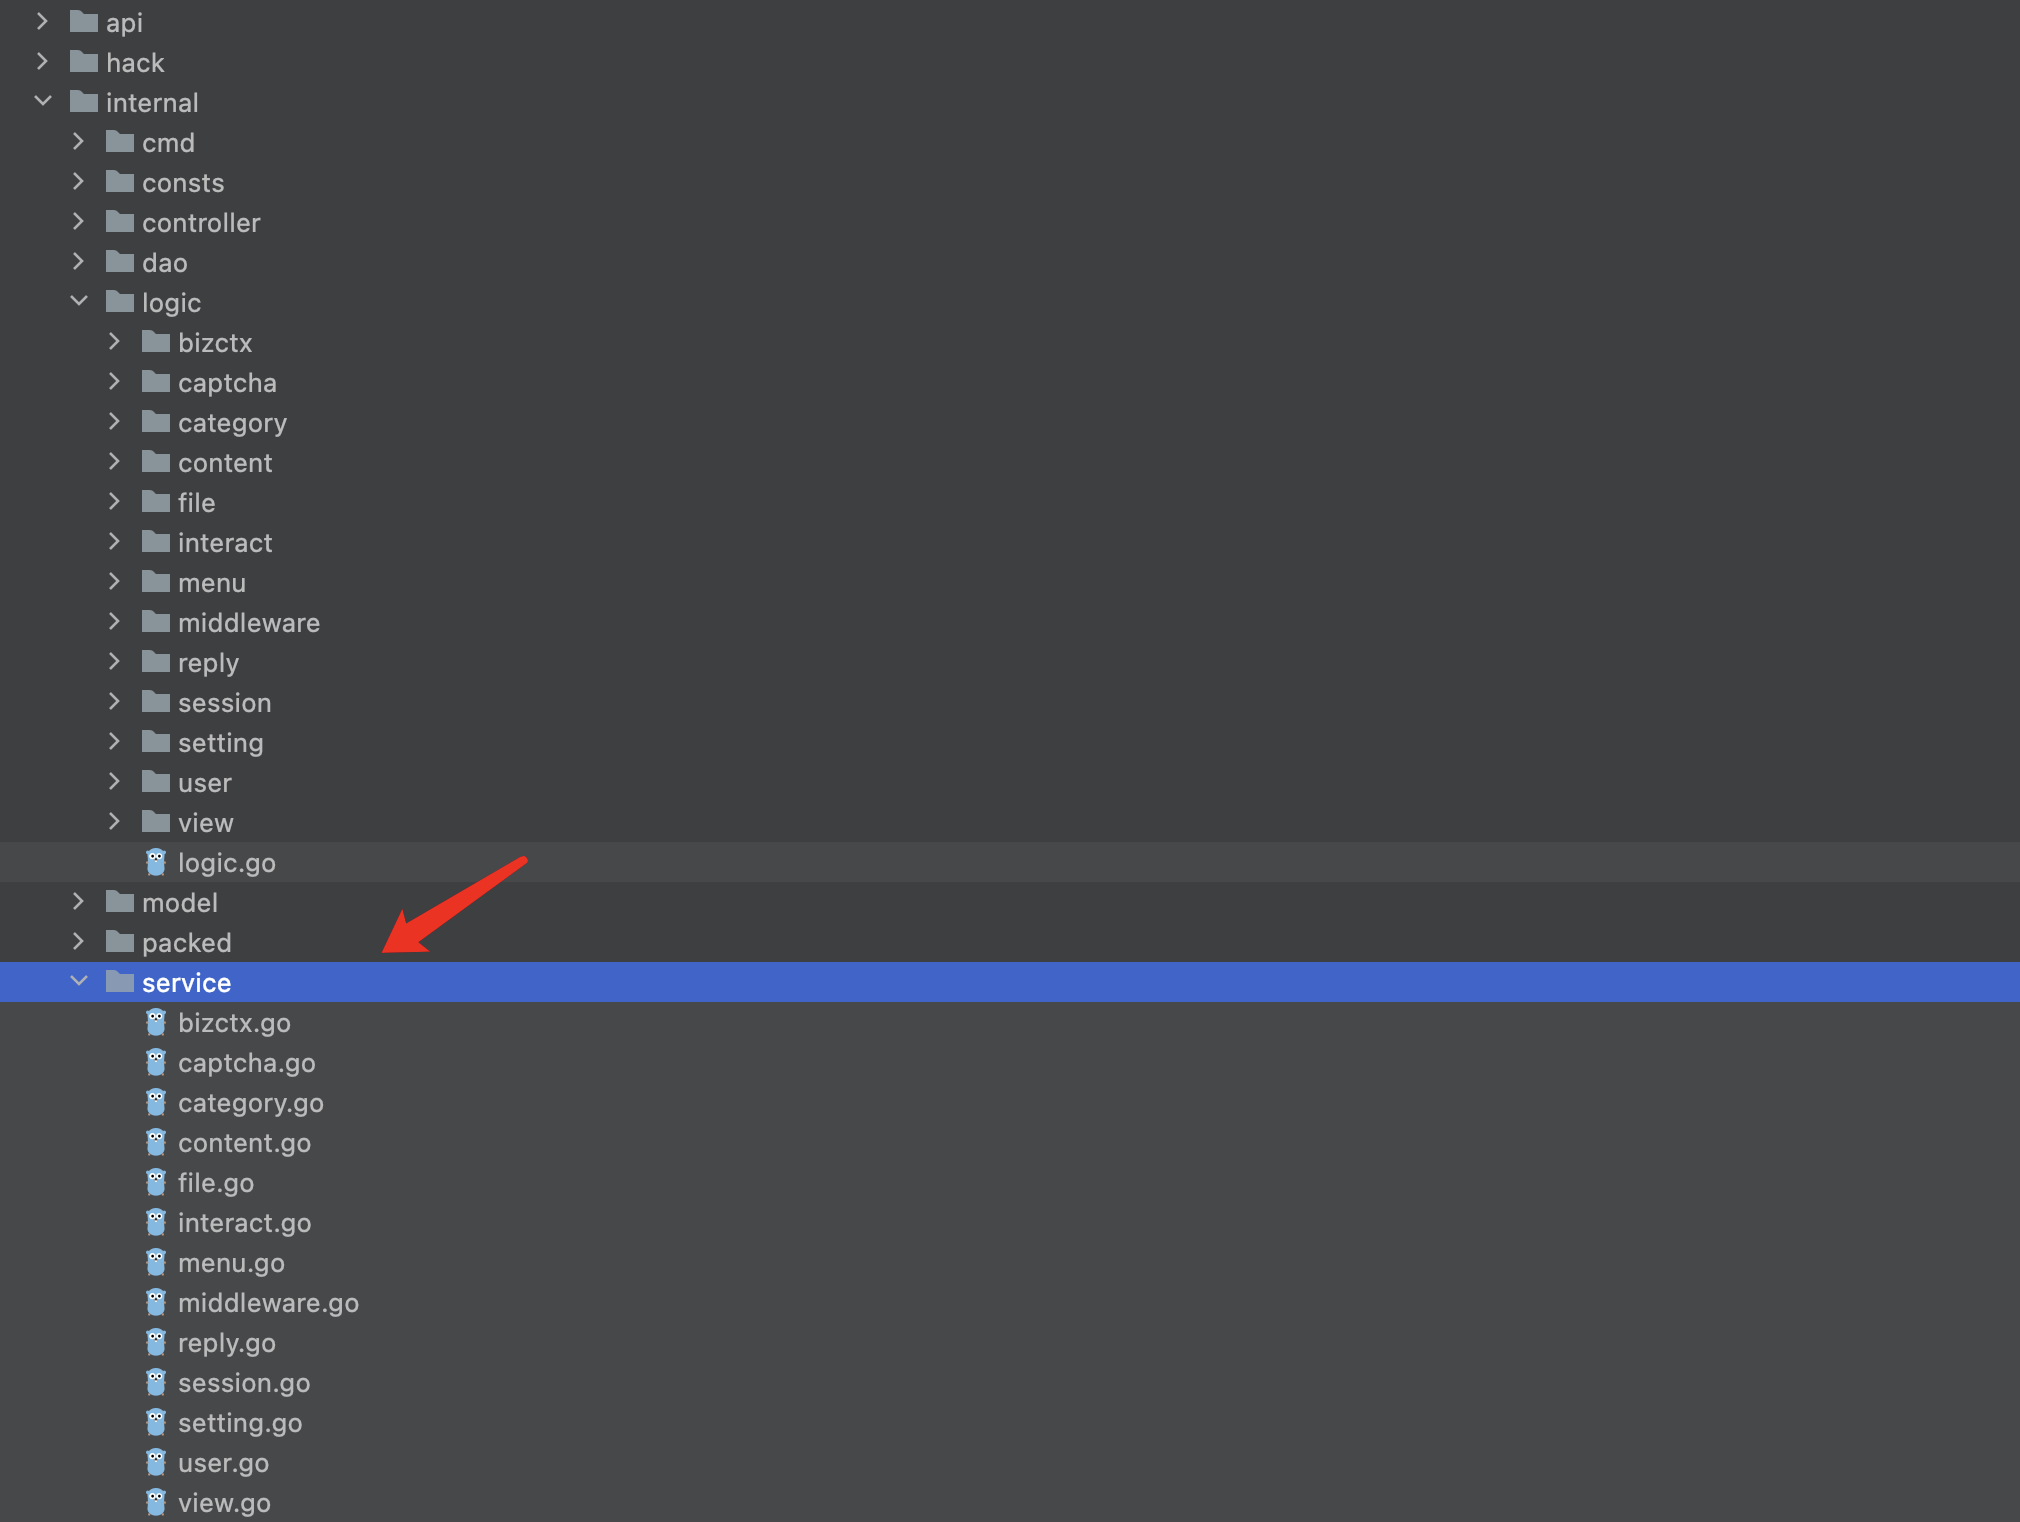 api
hack
internal
cmd
consts
controller
dao
logic
bizctx
captcha
category
content
file
interact
menu
middleware
reply
session
setting
user
view
logic.go
model
packed
service
bizctx.go
captcha.go
category.go
content.go
file.go
interact.go
menu.go
middleware.go
reply.go
session.go
setting.go
user.go
view.go